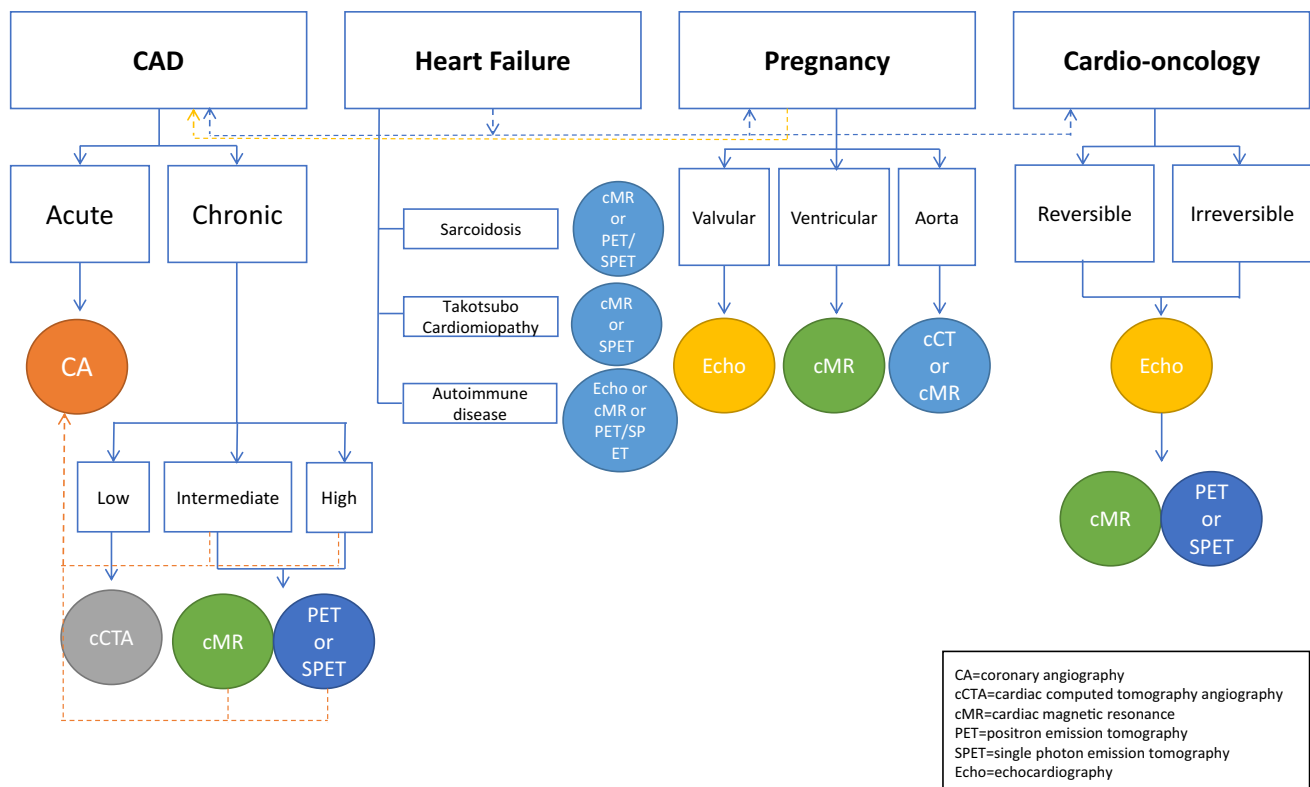 CAD
Heart Failure
Pregnancy
Cardio-oncology
Acute
Chronic
CA
Low
Intermediate
High
cCTA
cMR
PET
or
SPET
Sarcoidosis
cMR
or
PET/
SPET
Takotsubo
Cardiomiopathy
cMR
or
SPET
Autoimmune
disease
Echo or
cMR or
PET/SP
ET
Valvular
Ventricular
Aorta
Echo
cMR
cCT
or
cMR
Reversible
Irreversible
Echo
cMR
PET
or
SPET
CA=coronary angiography
cCTA=cardiac computed tomography angiography
cMR=cardiac magnetic resonance
PET=positron emission tomography
SPET=single photon emission tomography
Echo=echocardiography